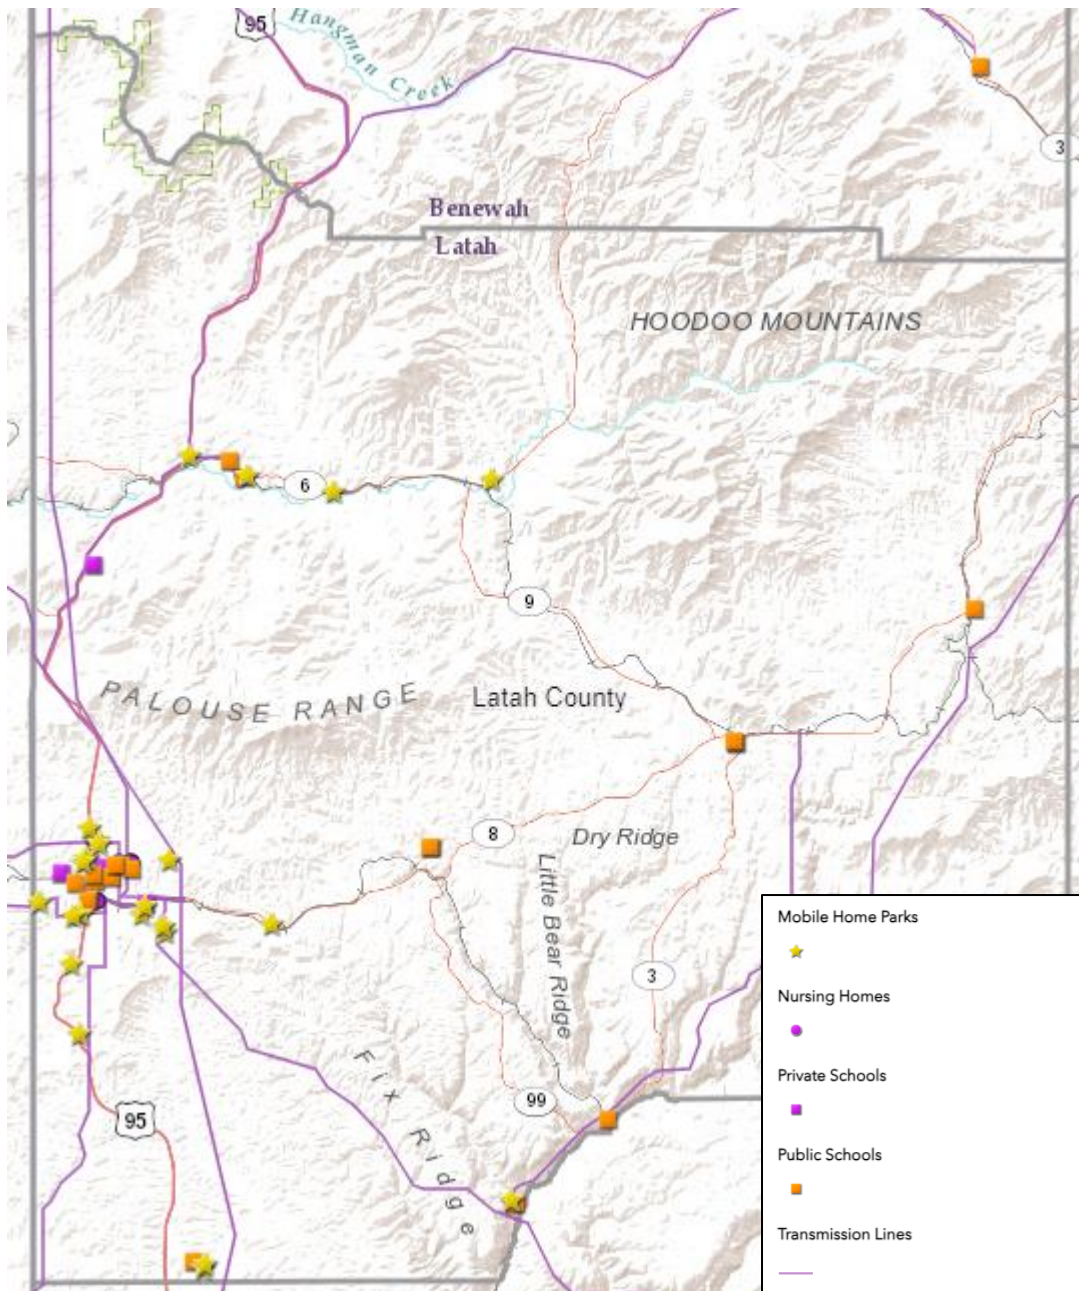 95
Hangman Creek
3
Benewah
Latah
HOODOO MOUNTAINS
6
9
PALOUSE RANGE
Latah County
8
Dry Ridge
Little Bear Ridge
3
Fix Ridge
99
95
Mobile Home Parks
Nursing Homes
Private Schools
Public Schools
Transmission Lines